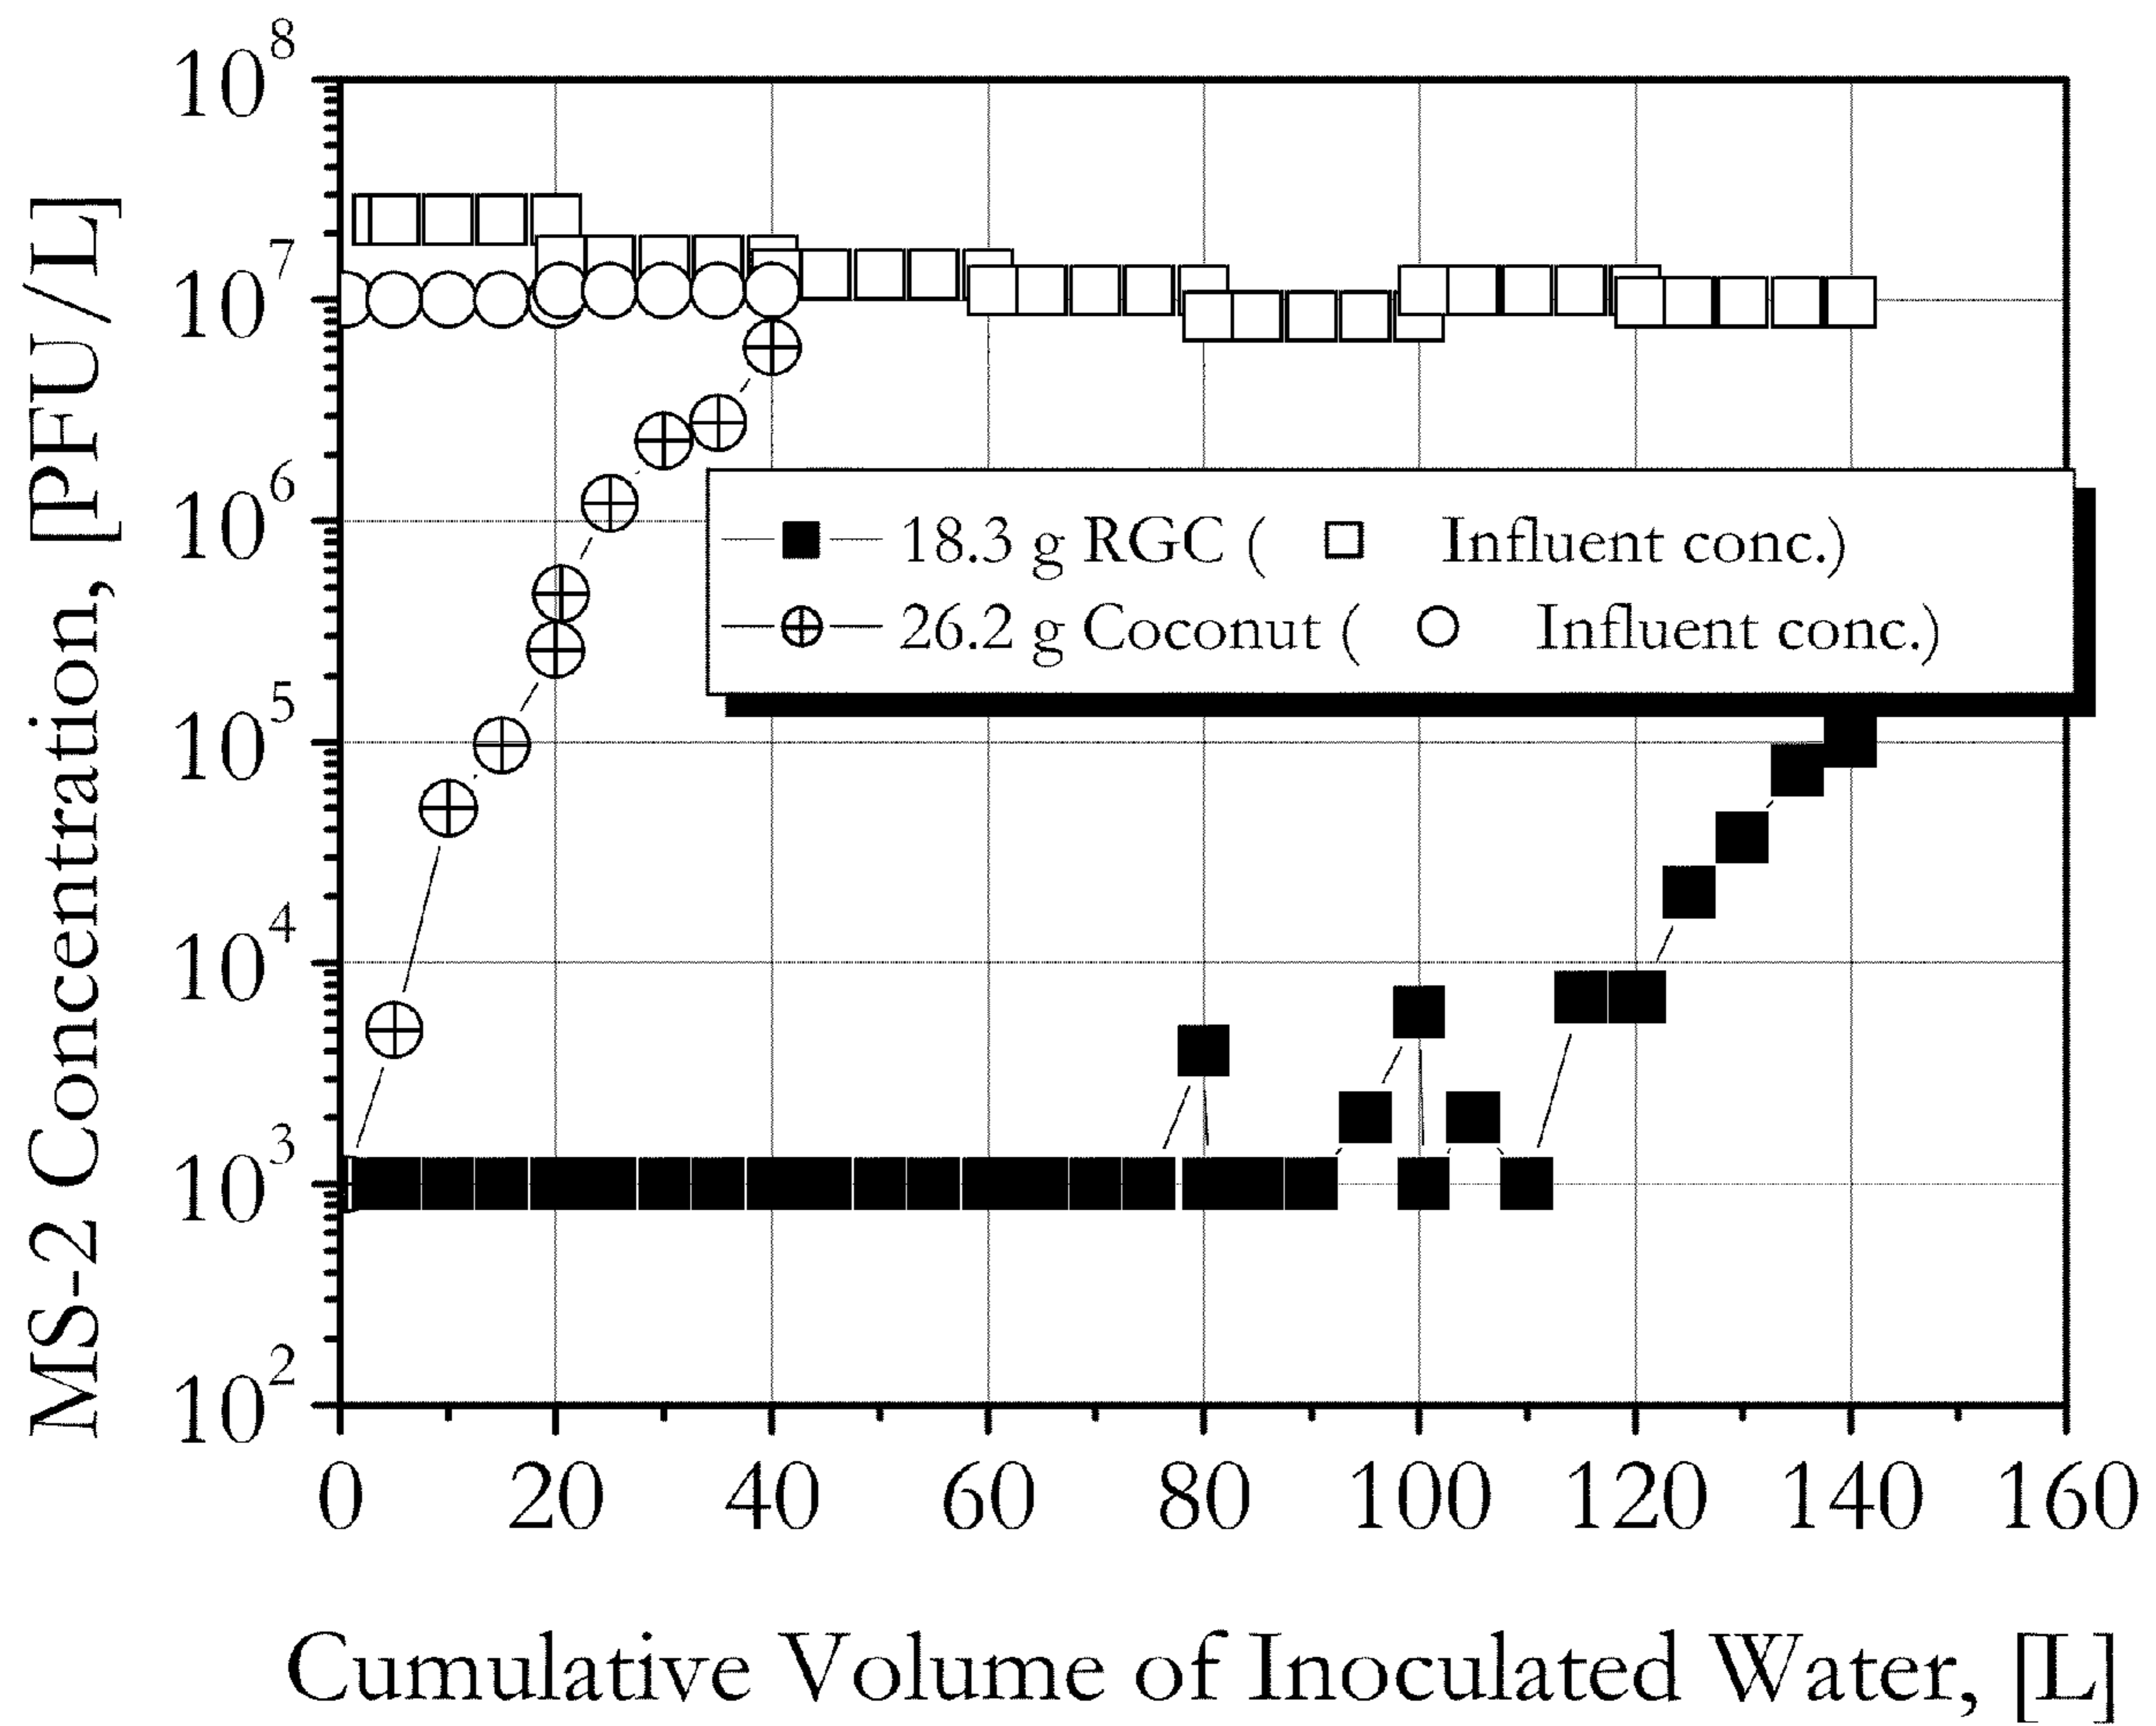 10^8
10^7
10^6
10^5
10^4
10^3
10^2
MS-2 Concentration, [PFU/L]
18.3 g RGC ( □ Influent conc.)
26.2 g Coconut ( ○ Influent conc.)
0 20 40 60 80 100 120 140 160
Cumulative Volume of Inoculated Water, [L]